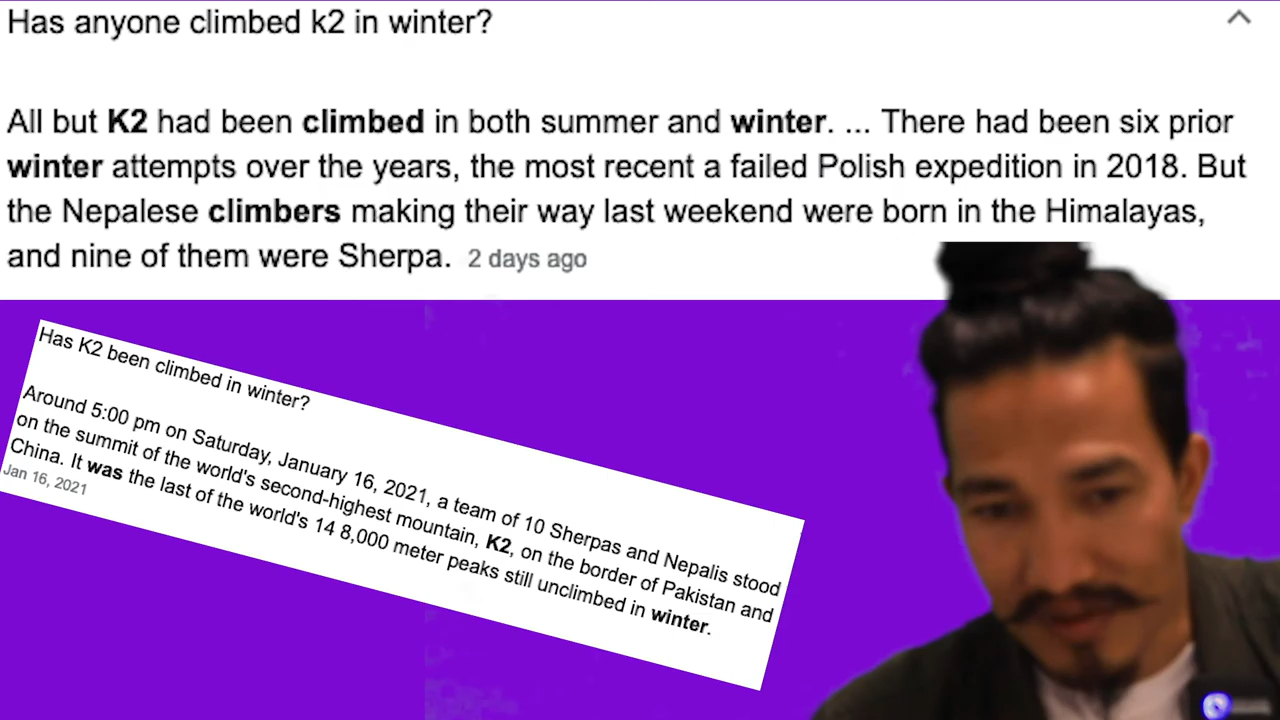 Has anyone climbed k2 in winter?
All but K2 had been climbed in both summer and winter. ... There had been six prior
winter attempts over the years, the most recent a failed Polish expedition in 2018. But
the Nepalese climbers making their way last weekend were born in the Himalayas,
and nine of them were Sherpa. 2 days ago
Has K2 been climbed in winter?
Around 5:00 pm on Saturday, January 16, 2021, a team of 10 Sherpas and Nepalis stood
on the summit of the world's second-highest mountain, K2, on the border of Pakistan and
China. It was the last of the world's 14 8,000 meter peaks still unclimbed in winter.
Jan 16, 2021